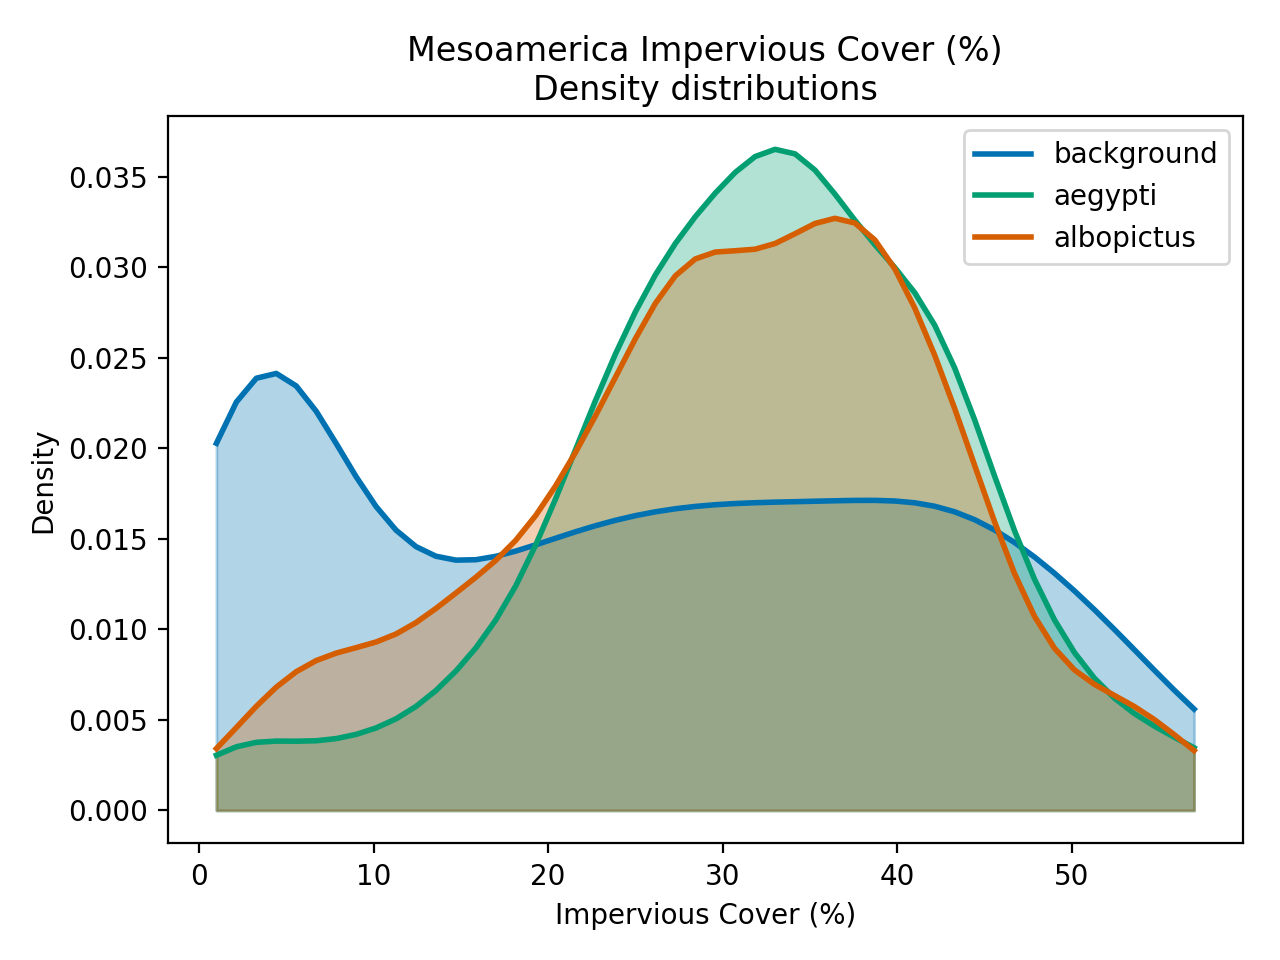 Mesoamerica Impervious Cover (%)
Density distributions
background
aegypti
albopictus
Density
0.035
0.030
0.025
0.020
0.015
0.010
0.005
0.000
0 10 20 30 40 50
Impervious Cover (%)